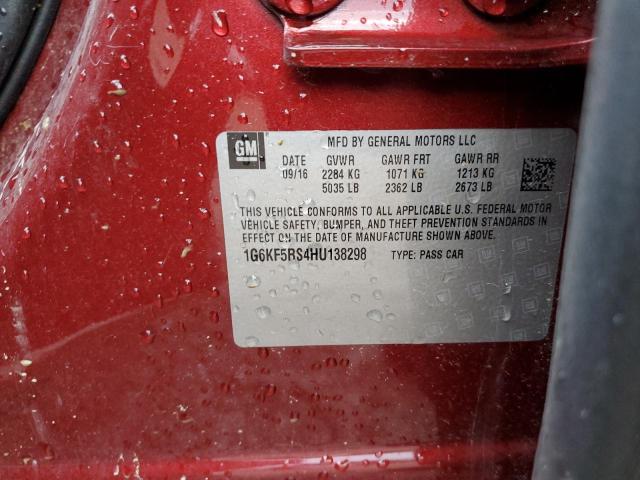 GM
MFD BY GENERAL MOTORS LLC
DATE GVWR GAWR FRT GAWR RR
09/16 2284 KG 1071 KG 1213 KG
5035 LB 2362 LB 2673 LB
THIS VEHICLE CONFORMS TO ALL APPLICABLE U.S. FEDERAL MOTOR
VEHICLE SAFETY, BUMPER, AND THEFT PREVENTION STANDARDS IN
EFFECT ON THE DATE OF MANUFACTURE SHOWN ABOVE.
1G6KF5RS4HU138298 TYPE: PASS CAR